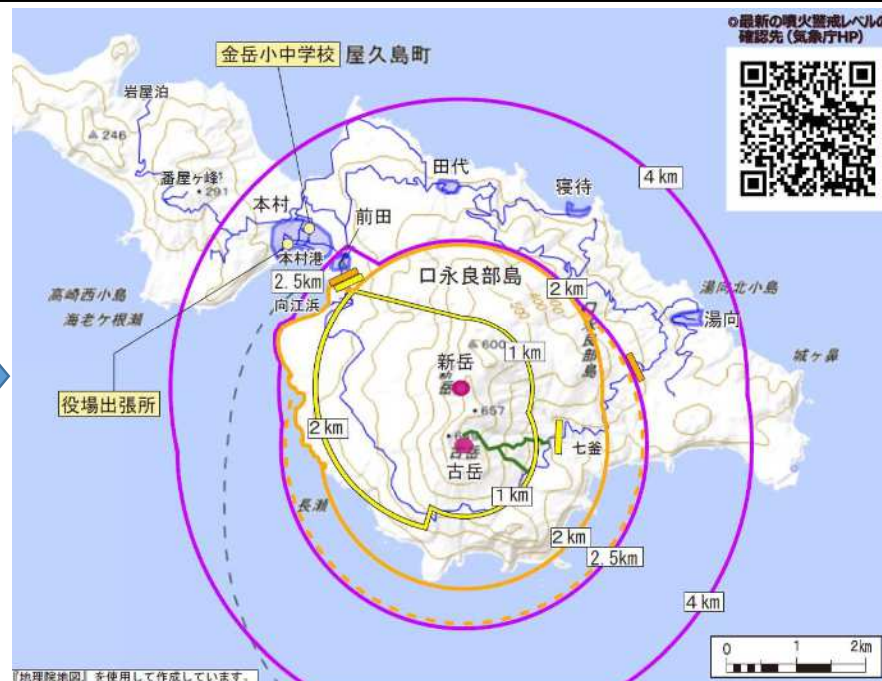 ◎最新の噴火警戒レベルの
確認先(気象庁HP)
金岳小中学校
屋久島町
岩屋泊
246
番屋ヶ峰
291
本村
前田
田代
寝待
4km
本村港
2.5km
向江浜
口永良部島
2km
湯向北小島
湯向
高崎西小島
海老ケ根瀬
城ヶ鼻
役場出張所
600
1km
新岳
657
2km
七釜
古岳
1km
長瀬
2km
2.5km
4km
0 1 2km
『地理院地図』を使用して作成しています。